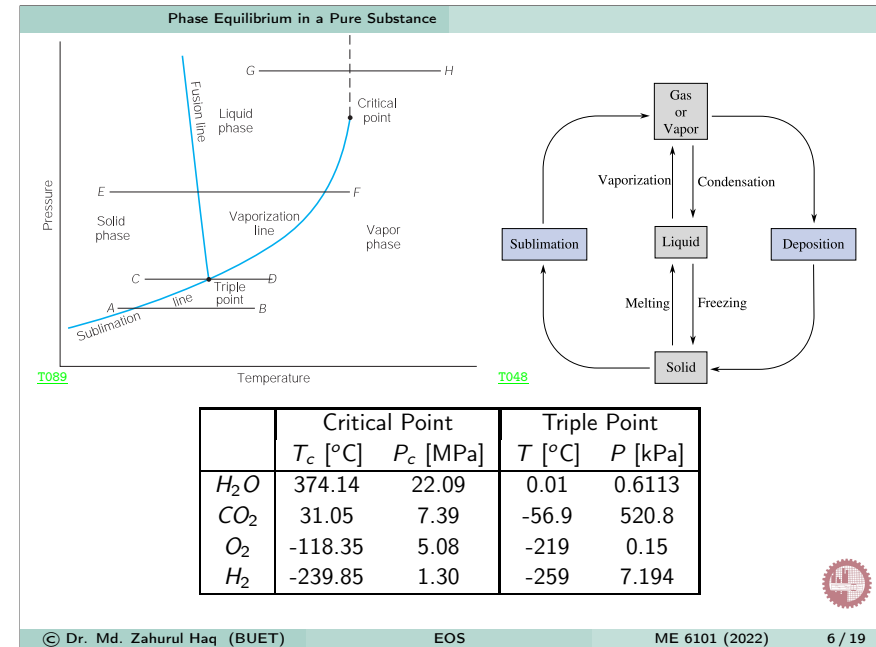 Phase Equilibrium in a Pure Substance
G H
Critical
point
Liquid
phase
Fusion line
Pressure
E F
Solid
phase
Vaporization
line
Vapor
phase
C D
Triple
point
A B
Sublimation line
T089
Temperature
Gas
or
Vapor
Vaporization Condensation
Sublimation Liquid Deposition
Melting Freezing
Solid
T048
Critical Point Triple Point
T_c [°C] P_c [MPa] T [°C] P [kPa]
H₂O 374.14 22.09 0.01 0.6113
CO₂ 31.05 7.39 -56.9 520.8
O₂ -118.35 5.08 -219 0.15
H₂ -239.85 1.30 -259 7.194
© Dr. Md. Zahurul Haq (BUET) EOS ME 6101 (2022) 6 / 19